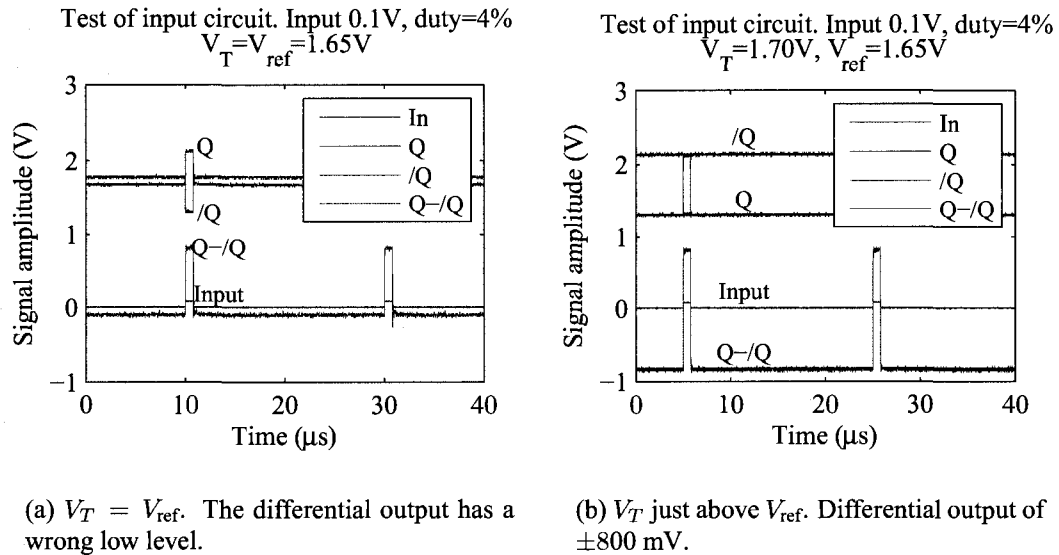 Test of input circuit. Input 0.1V, duty=4%
V_T=V_ref=1.65V
3
2
1
0
−1
Signal amplitude (V)
In
Q
/Q
Q−/Q
Q
/Q
Q−/Q
Input
0
10
20
30
40
Time (μs)
(a) V_T = V_ref. The differential output has a
wrong low level.
Test of input circuit. Input 0.1V, duty=4%
V_T=1.70V, V_ref=1.65V
3
2
1
0
−1
Signal amplitude (V)
In
Q
/Q
Q−/Q
/Q
Q
Input
Q−/Q
0
10
20
30
40
Time (μs)
(b) V_T just above V_ref. Differential output of
±800 mV.